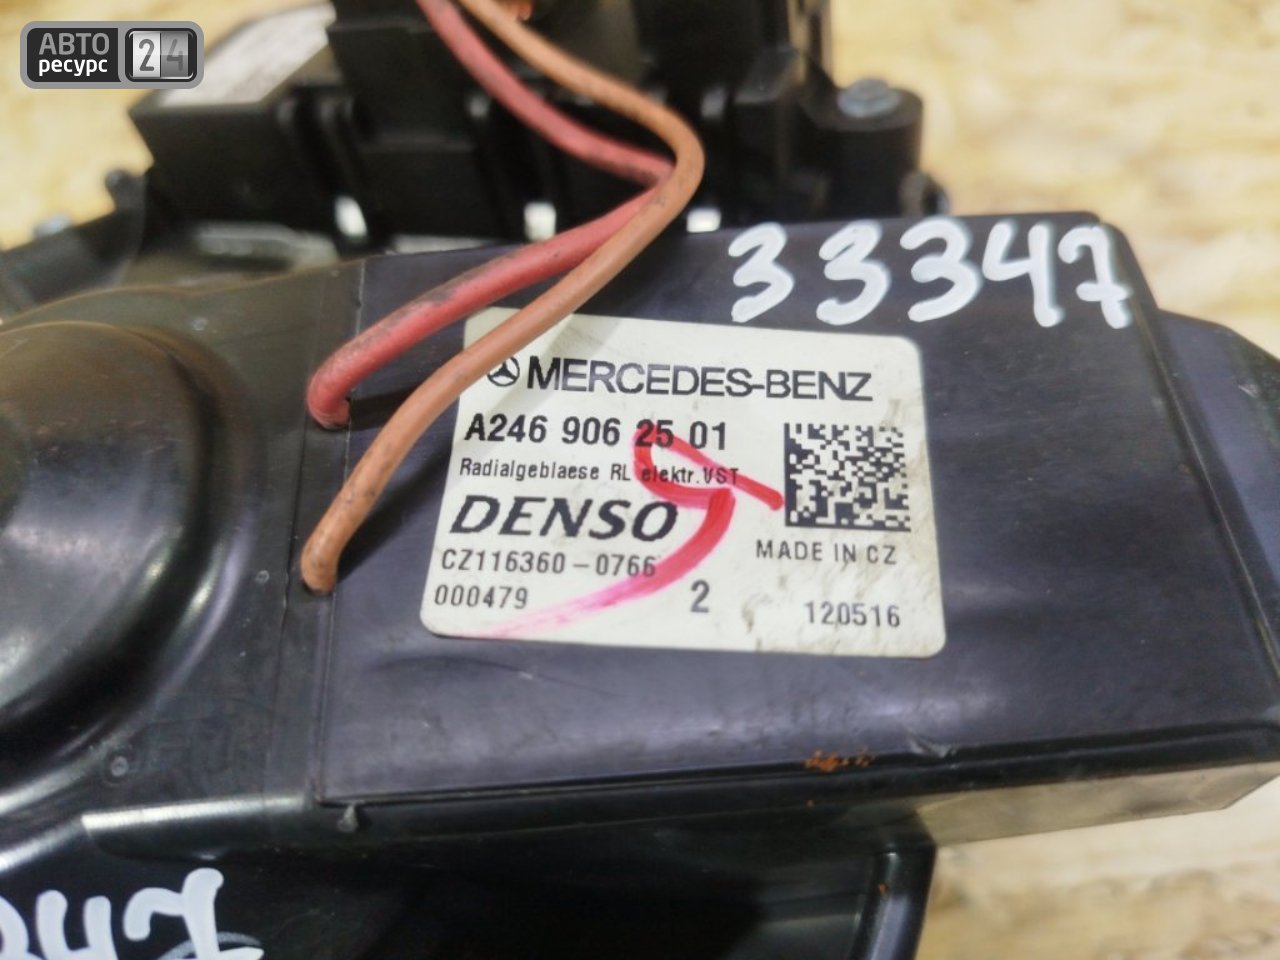 АВТО
ресурс 24
33347
MERCEDES-BENZ
A246 906 25 01
Radialgeblaese RL elektr.VST
DENSO
CZ116360-0766
MADE IN CZ
000479
2
120516
347